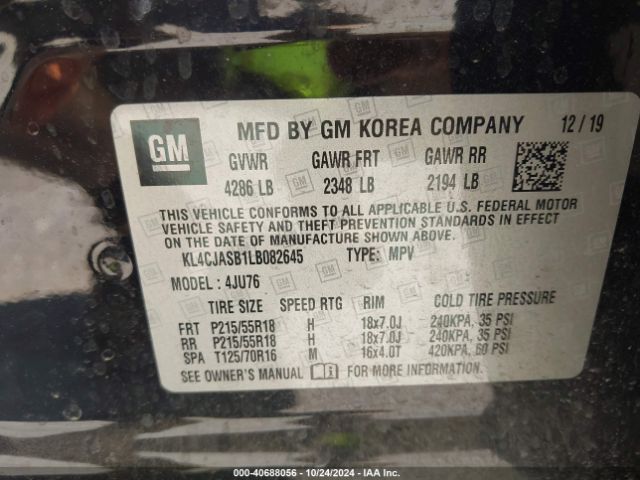 GM MFD BY GM KOREA COMPANY 12/19
GVWR GAWR FRT GAWR RR
4286 LB 2348 LB 2194 LB
THIS VEHICLE CONFORMS TO ALL APPLICABLE U.S. FEDERAL MOTOR
VEHICLE SAFETY AND THEFT PREVENTION STANDARDS IN EFFECT
ON THE DATE OF MANUFACTURE SHOWN ABOVE.
KL4CJASB1LB082645 TYPE: MPV
MODEL: 4JU76
TIRE SIZE SPEED RTG RIM COLD TIRE PRESSURE
FRT P215/55R18 H 18x7.0J 240KPA, 35 PSI
RR P215/55R18 H 18x7.0J 240KPA, 35 PSI
SPA T125/70R16 M 16x4.0T 420KPA, 60 PSI
SEE OWNER'S MANUAL FOR MORE INFORMATION.
000-40688056 - 10/24/2024 - IAA Inc.